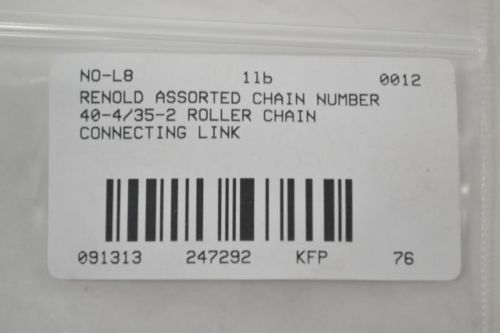 NO-L8 1lb 0012
RENOLD ASSORTED CHAIN NUMBER
40-4/35-2 ROLLER CHAIN
CONNECTING LINK
091313 247292 KFP 76